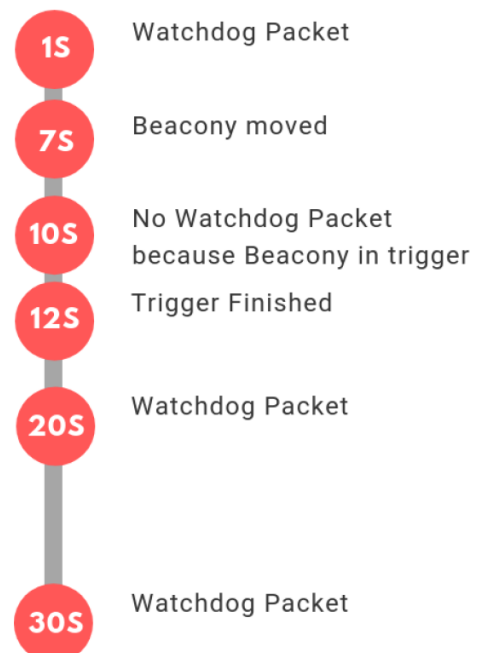 1S
Watchdog Packet
7S
Beacony moved
10S
No Watchdog Packet
because Beacony in trigger
12S
Trigger Finished
20S
Watchdog Packet
30S
Watchdog Packet